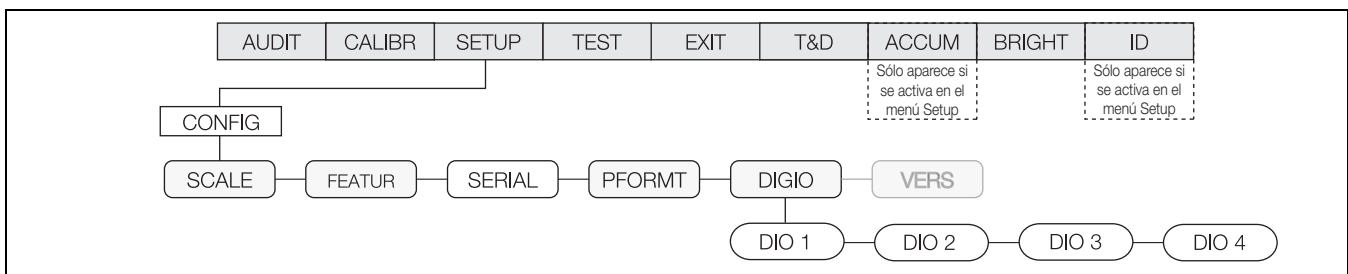 AUDIT CALIBR SETUP TEST EXIT T&D ACCUM BRIGHT ID
Sólo aparece si
se activa en el
menú Setup
Sólo aparece si
se activa en el
menú Setup
CONFIG
SCALE FEATUR SERIAL PFORMT DIGIO VERS
DIO 1 DIO 2 DIO 3 DIO 4